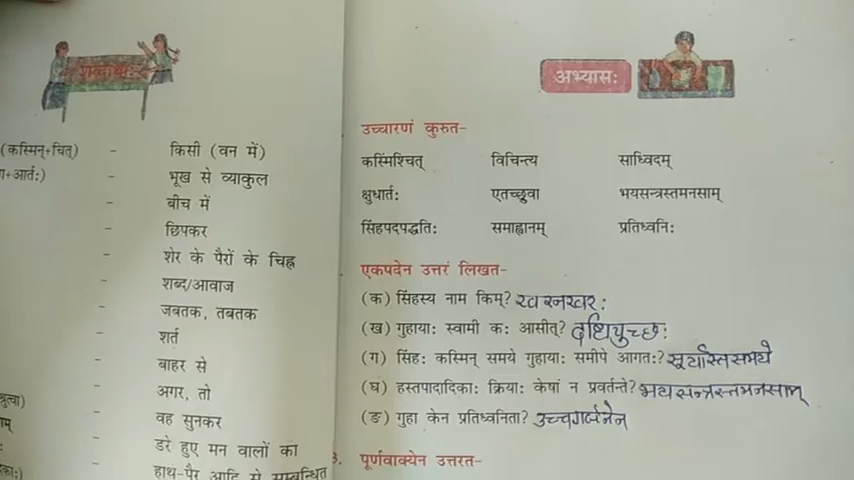 शब्दार्थाः
(कस्मिन्+चित्) - किसी (वन में)
+आर्तः) - भूख से व्याकुल
- बीच में
- छिपकर
- शेर के पैरों के चिह्न
- शब्द/आवाज
- जबतक, तबतक
- शर्त
- बाहर से
- अगर, तो
- वह सुनकर
- डरे हुए मन वालों का
- हाथ-पैर आदि से सम्बन्धित
अभ्यासः
उच्चारणं कुरुत-
कस्मिंश्चित् विचिन्त्य साध्विदम्
क्षुधार्तः एतच्छ्रुत्वा भयसन्त्रस्तमनसाम्
सिंहपदपद्धतिः समाह्वानम् प्रतिध्वनिः
एकपदेन उत्तरं लिखत-
(क) सिंहस्य नाम किम्? खरनखरः
(ख) गुहायाः स्वामी कः आसीत्? दधिपुच्छः
(ग) सिंहः कस्मिन् समये गुहायाः समीपे आगतः? सूर्यास्तसमये
(घ) हस्तपादादिकाः क्रियाः केषां न प्रवर्तन्ते? भयसन्त्रस्तमनसाम्
(ङ) गुहा केन प्रतिध्वनिता? उच्चगर्जनेन
3. पूर्णवाक्येन उत्तरत-